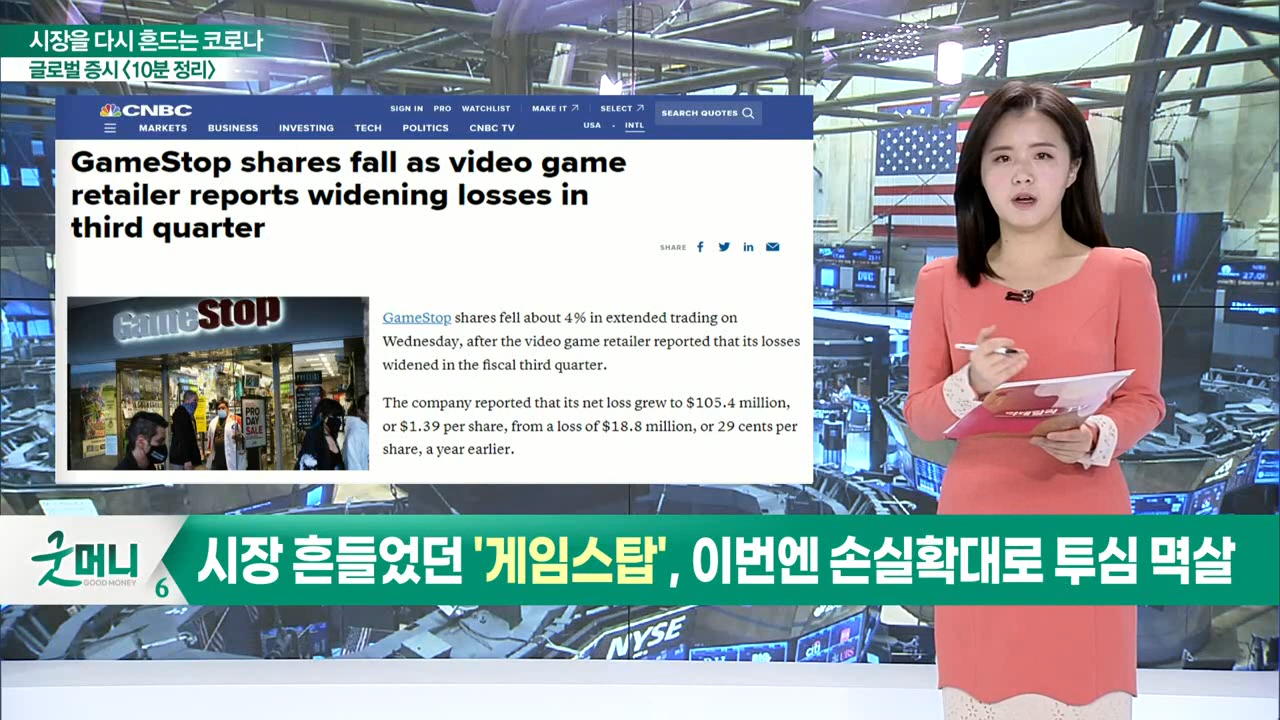 시장을 다시 흔드는 코로나
글로벌 증시 <10분 정리>
CNBC
SIGN IN PRO WATCHLIST MAKE IT SELECT
SEARCH QUOTES
USA • INTL
MARKETS BUSINESS INVESTING TECH POLITICS CNBC TV
GameStop shares fall as video game
retailer reports widening losses in
third quarter
SHARE
GameStop
PRO
DAY
SALE
GameStop shares fell about 4% in extended trading on
Wednesday, after the video game retailer reported that its losses
widened in the fiscal third quarter.
The company reported that its net loss grew to $105.4 million,
or $1.39 per share, from a loss of $18.8 million, or 29 cents per
share, a year earlier.
굿머니
GOOD MONEY
6
시장 흔들었던 '게임스탑', 이번엔 손실확대로 투심 멱살
NYSE
citi